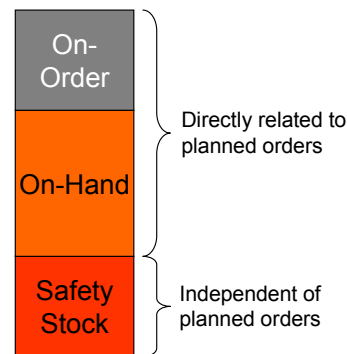 On-
Order
Directly related to
planned orders
On-Hand
Safety
Stock
Independent of
planned orders